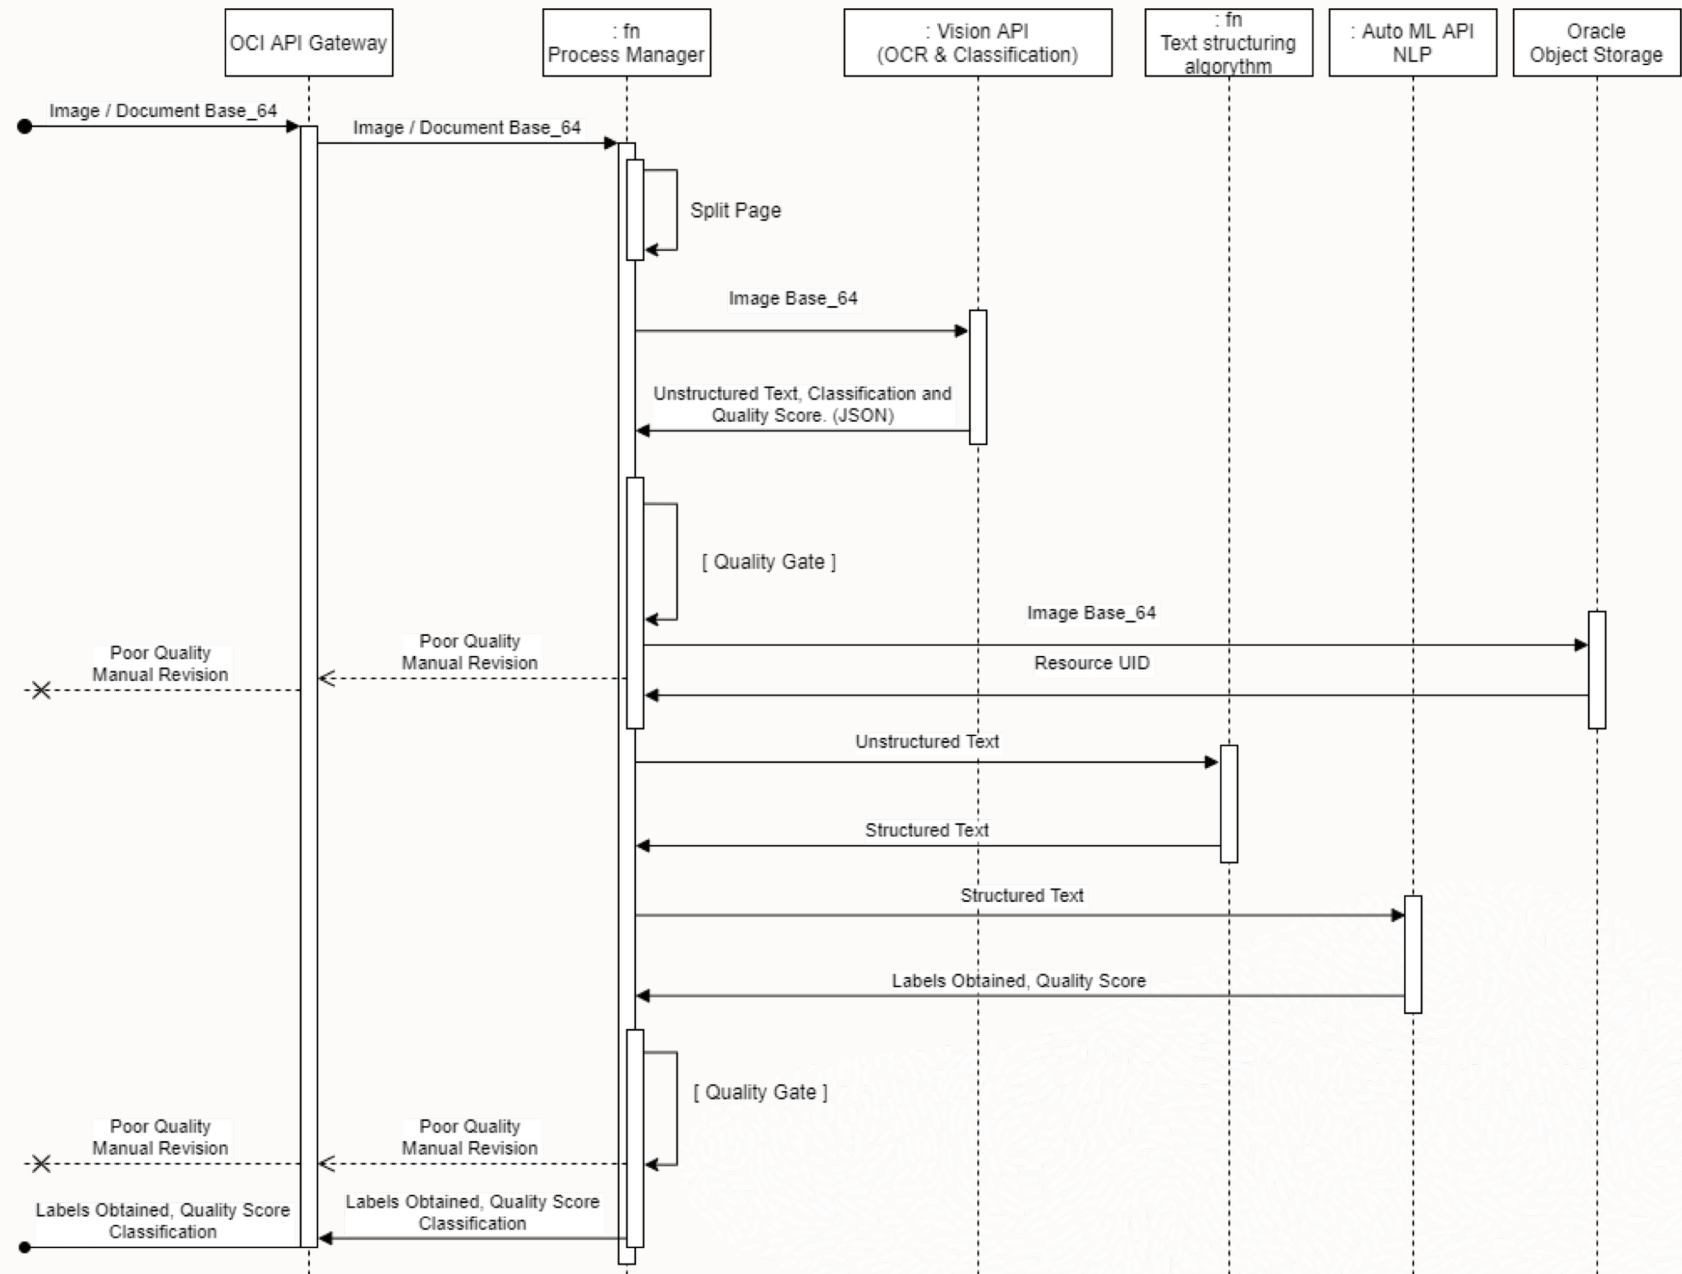 OCI API Gateway
: fn
Process Manager
: Vision API
(OCR & Classification)
: fn
Text structuring
algorythm
: Auto ML API
NLP
Oracle
Object Storage
Image / Document Base_64
Image / Document Base_64
Split Page
Image Base_64
Unstructured Text, Classification and
Quality Score. (JSON)
[ Quality Gate ]
Image Base_64
Poor Quality
Manual Revision
Poor Quality
Manual Revision
Resource UID
Unstructured Text
Structured Text
Structured Text
Labels Obtained, Quality Score
[ Quality Gate ]
Poor Quality
Manual Revision
Poor Quality
Manual Revision
Labels Obtained, Quality Score
Classification
Labels Obtained, Quality Score
Classification